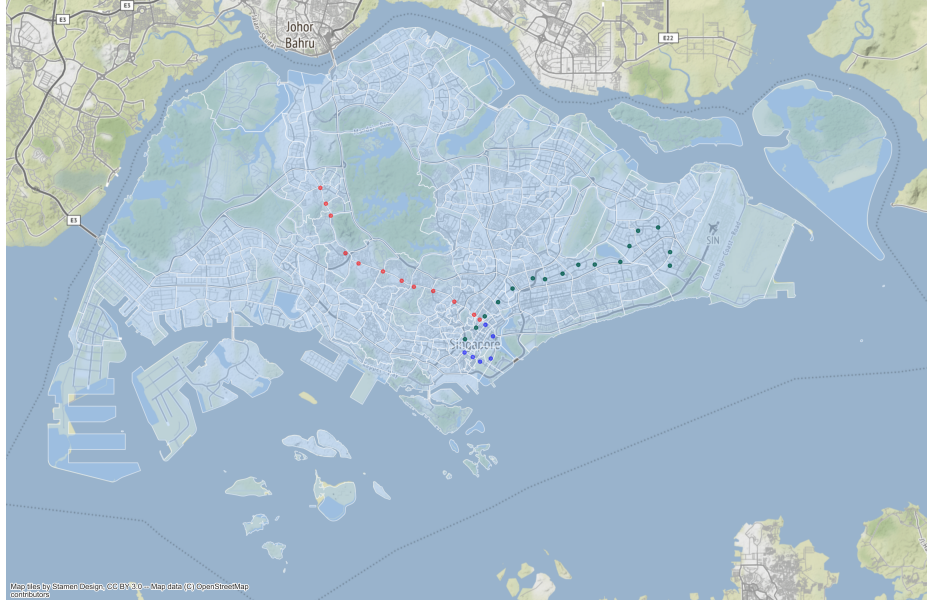 E3
E3
Johor
Bahru
E22
E3
SIN
Singapore
Map tiles by Stamen Design, CC BY 3.0 -- Map data (C) OpenStreetMap
contributors